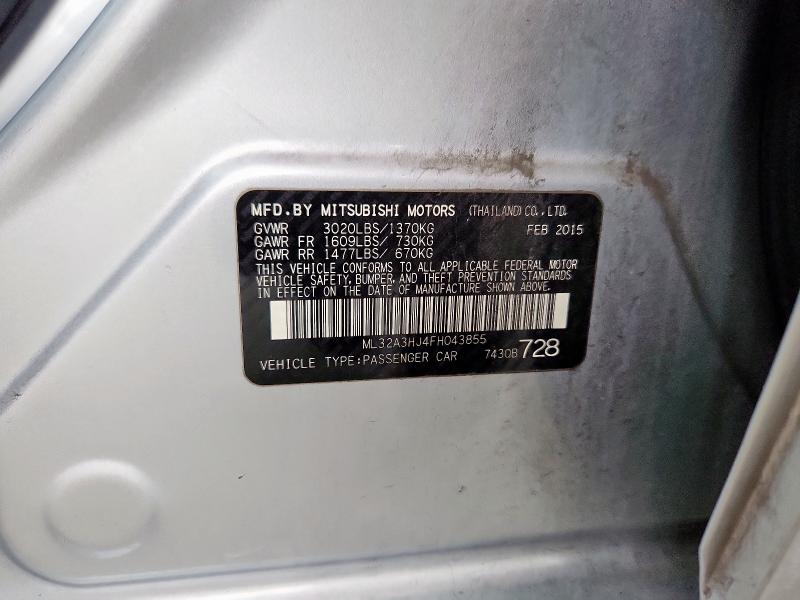 MFD.BY MITSUBISHI MOTORS (THAILAND) CO.,LTD.
GVWR 3020LBS/1370KG FEB 2015
GAWR FR 1609LBS/ 730KG
GAWR RR 1477LBS/ 670KG
THIS VEHICLE CONFORMS TO ALL APPLICABLE FEDERAL MOTOR
VEHICLE SAFETY, BUMPER, AND THEFT PREVENTION STANDARDS
IN EFFECT ON THE DATE OF MANUFACTURE SHOWN ABOVE.
ML32A3HJ4FH043855
VEHICLE TYPE:PASSENGER CAR 7430B 728